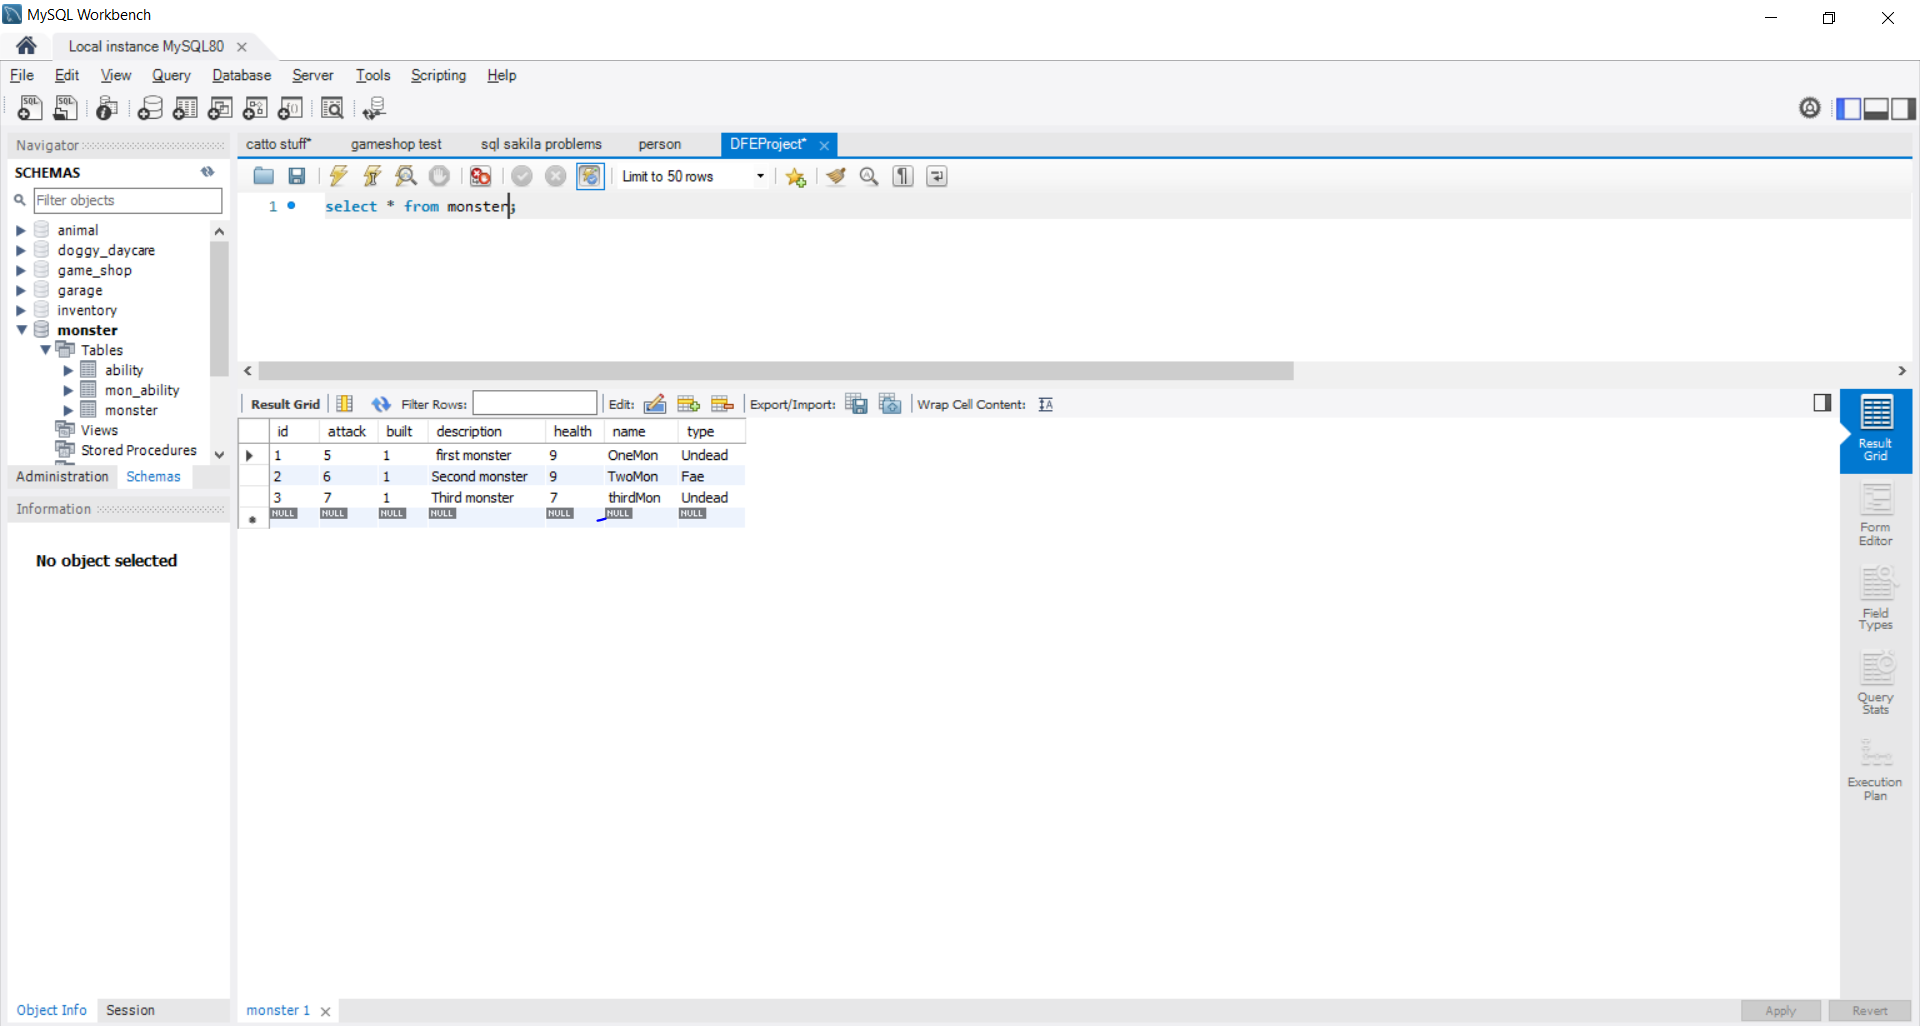 MySQL Workbench
Local instance MySQL80
File Edit View Query Database Server Tools Scripting Help
Navigator
SCHEMAS
Filter objects
animal
doggy_daycare
game_shop
garage
inventory
monster
Tables
ability
mon_ability
monster
Views
Stored Procedures
Administration Schemas
Information
No object selected
Object Info Session
catto stuff* gameshop test sql sakila problems person DFEProject*
Limit to 50 rows
1 select * from monster;
Result Grid Filter Rows: Edit: Export/Import: Wrap Cell Content: IA
id attack built description health name type
1 5 1 first monster 9 OneMon Undead
2 6 1 Second monster 9 TwoMon Fae
3 7 1 Third monster 7 thirdMon Undead
NULL NULL NULL NULL NULL NULL NULL
Result
Grid
Form
Editor
Field
Types
Query
Stats
Execution
Plan
monster 1
Apply Revert